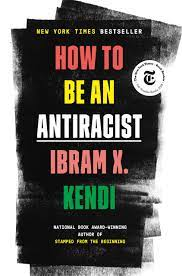 NEW YORK TIMES BESTSELLER
HOW TO
BE AN
ANTIRACIST
IBRAM X.
KENDI
NATIONAL BOOK AWARD-WINNING
AUTHOR OF
STAMPED FROM THE BEGINNING